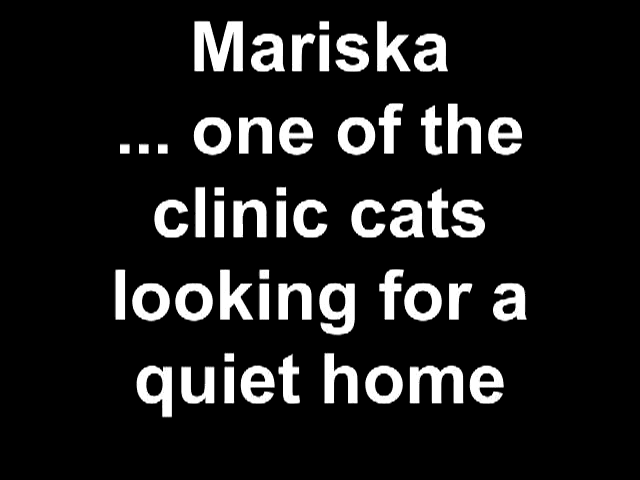 Mariska
... one of the
clinic cats
looking for a
quiet home